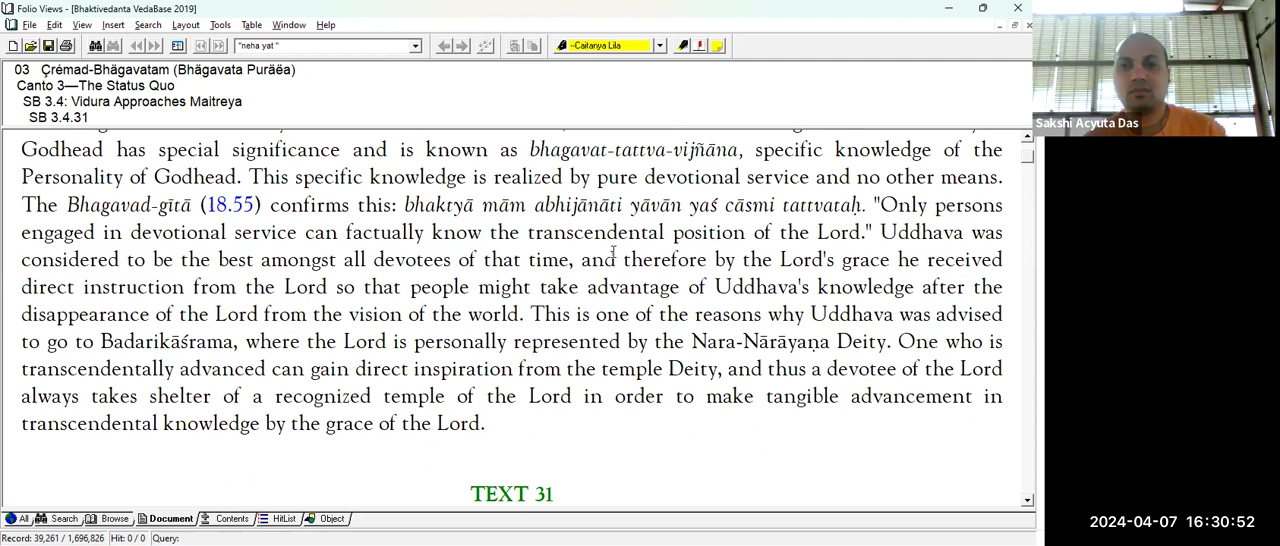 Folio Views - [Bhaktivedanta VedaBase 2019]
File Edit View Insert Search Layout Tools Table Window Help
"neha yat "
--Caitanya Lila
03 Çrémad-Bhägavatam (Bhägavata Puräëa)
Canto 3—The Status Quo
SB 3.4: Vidura Approaches Maitreya
SB 3.4.31
Sakshi Acyuta Das
Godhead has special significance and is known as bhagavat-tattva-vijñāna, specific knowledge of the
Personality of Godhead. This specific knowledge is realized by pure devotional service and no other means.
The Bhagavad-gītā (18.55) confirms this: bhaktyā mām abhijānāti yāvān yaś cāsmi tattvataḥ. "Only persons
engaged in devotional service can factually know the transcendental position of the Lord." Uddhava was
considered to be the best amongst all devotees of that time, and therefore by the Lord's grace he received
direct instruction from the Lord so that people might take advantage of Uddhava's knowledge after the
disappearance of the Lord from the vision of the world. This is one of the reasons why Uddhava was advised
to go to Badarikāśrama, where the Lord is personally represented by the Nara-Nārāyaṇa Deity. One who is
transcendentally advanced can gain direct inspiration from the temple Deity, and thus a devotee of the Lord
always takes shelter of a recognized temple of the Lord in order to make tangible advancement in
transcendental knowledge by the grace of the Lord.
TEXT 31
All Search Browse Document Contents HitList Object
Record: 39,261 / 1,696,826 Hit: 0 / 0 Query:
2024-04-07 16:30:52